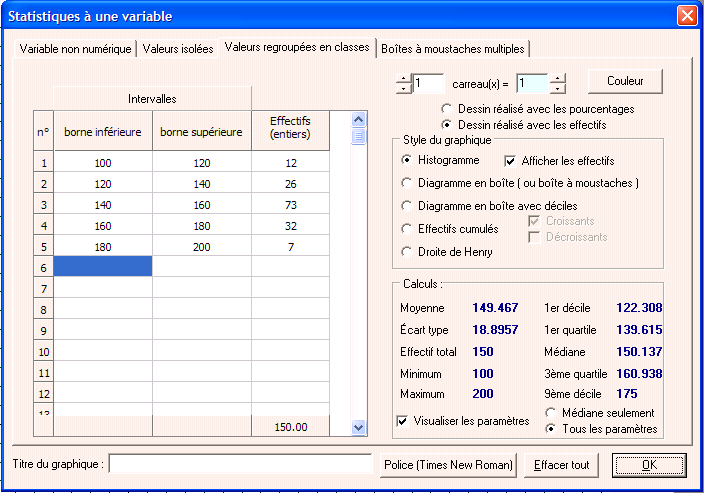 Statistiques à une variable
Variable non numérique
Valeurs isolées
Valeurs regroupées en classes
Boîtes à moustaches multiples
1 carreau(x) = 1
Couleur
Dessin réalisé avec les pourcentages
Dessin réalisé avec les effectifs
Intervalles
n° borne inférieure borne supérieure Effectifs (entiers)
1 100 120 12
2 120 140 26
3 140 160 73
4 160 180 32
5 180 200 7
6
7
8
9
10
11
12
13
150.00
Style du graphique
Histogramme
Afficher les effectifs
Diagramme en boîte ( ou boîte à moustaches )
Diagramme en boîte avec déciles
Effectifs cumulés
Croissants
Décroissants
Droite de Henry
Calculs :
Moyenne 149.467 1er décile 122.308
Écart type 18.8957 1er quartile 139.615
Effectif total 150 Médiane 150.137
Minimum 100 3ème quartile 160.938
Maximum 200 9ème décile 175
Visualiser les paramètres
Médiane seulement
Tous les paramètres
Titre du graphique :
Police (Times New Roman)
Effacer tout
OK